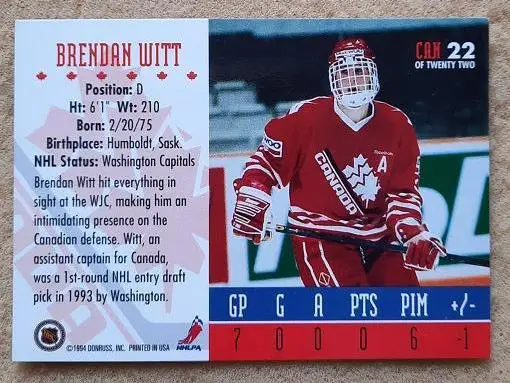 BRENDAN WITT
Position: D
Ht: 6'1" Wt: 210
Born: 2/20/75
Birthplace: Humboldt, Sask.
NHL Status: Washington Capitals
Brendan Witt hit everything in
sight at the WJC, making him an
intimidating presence on the
Canadian defense. Witt, an
assistant captain for Canada,
was a 1st-round NHL entry draft
pick in 1993 by Washington.
NHLPA
©1994 DONRUSS, INC. PRINTED IN USA
CAN 22
OF TWENTY TWO
A
CANADA
GP G A PTS PIM +/-
7 0 0 0 6 -1